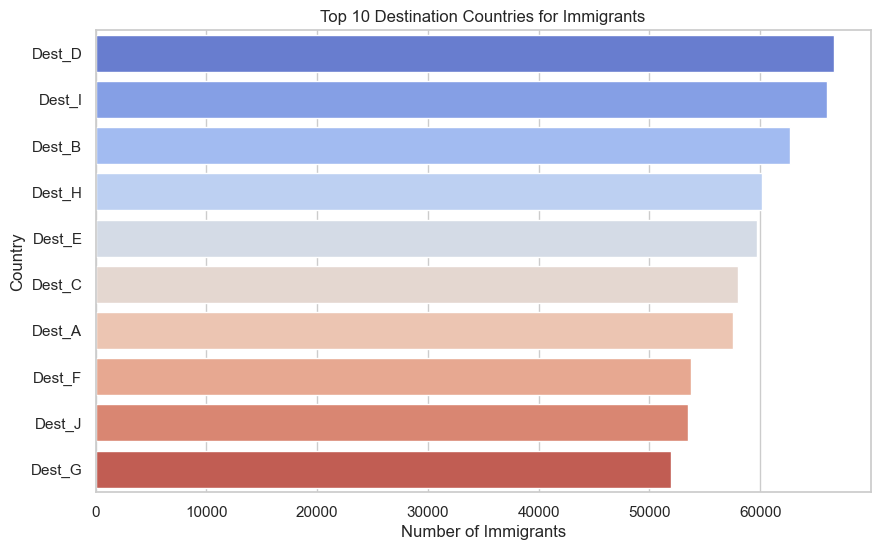 Top 10 Destination Countries for Immigrants
Country
Dest_D
Dest_I
Dest_B
Dest_H
Dest_E
Dest_C
Dest_A
Dest_F
Dest_J
Dest_G
0 10000 20000 30000 40000 50000 60000
Number of Immigrants